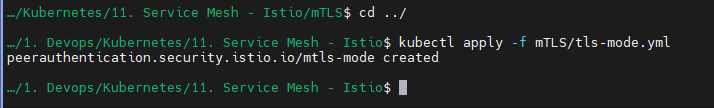 …/Kubernetes/11. Service Mesh - Istio/mTLS$ cd ../
…/1. Devops/Kubernetes/11. Service Mesh - Istio$ kubectl apply -f mTLS/tls-mode.yml
peerauthentication.security.istio.io/mtls-mode created
…/1. Devops/Kubernetes/11. Service Mesh - Istio$